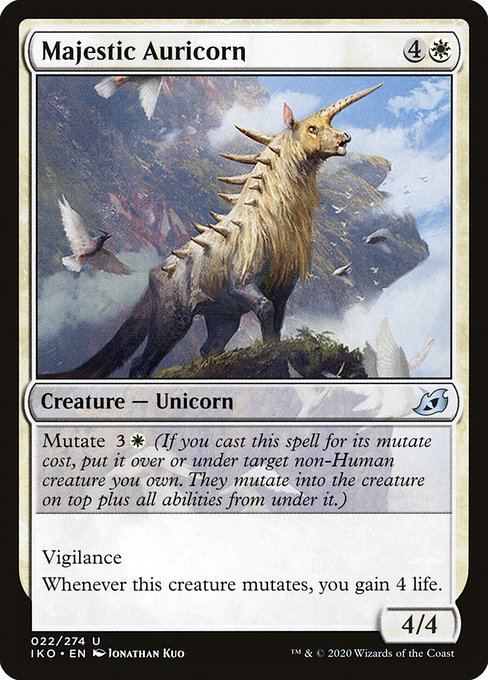 Majestic Auricorn 4
Creature — Unicorn
Mutate 3 (If you cast this spell for its mutate
cost, put it over or under target non-Human
creature you own. They mutate into the creature
on top plus all abilities from under it.)
Vigilance
Whenever this creature mutates, you gain 4 life.
4/4
022/274 U
IKO • EN Jonathan Kuo
™ & © 2020 Wizards of the Coast